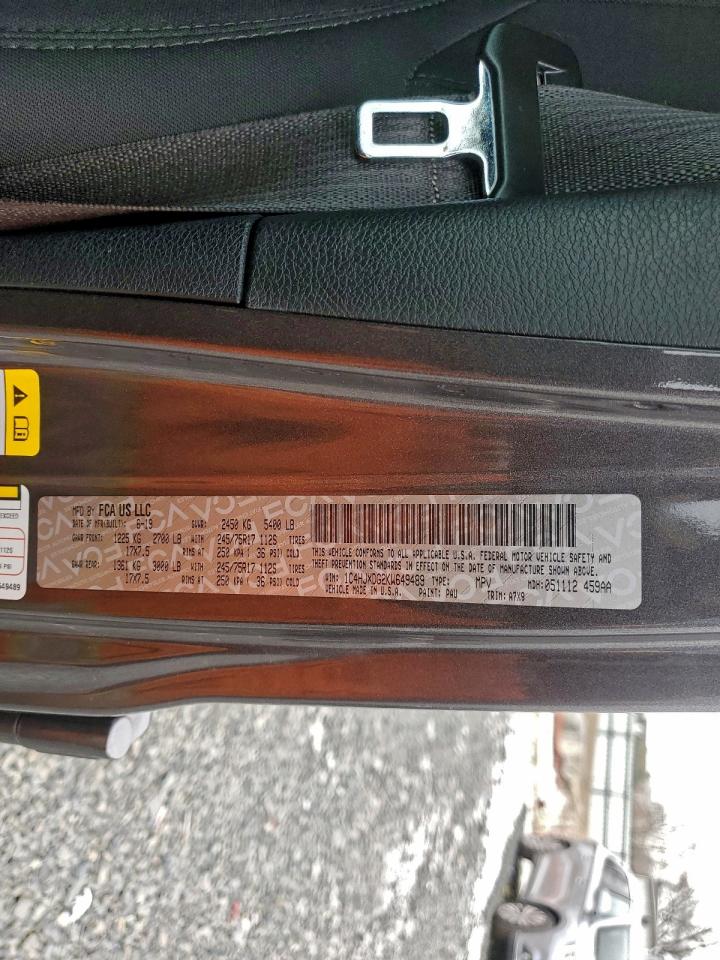 MFD BY FCA US LLC
DATE OF MFR(BUILT): 6-19 GVWR: 2450 KG 5400 LB
GAWR FRONT: 1225 KG 2700 LB 245/75R17 112S TIRES
17X7.5 RIMS AT 250 KPA ( 36 PSI) COLD
GAWR REAR: 1361 KG 3000 LB 245/75R17 112S TIRES
17X7.5 RIMS AT 250 KPA ( 36 PSI) COLD
THIS VEHICLE CONFORMS TO ALL APPLICABLE U.S.A. FEDERAL MOTOR VEHICLE SAFETY AND
THEFT PREVENTION STANDARDS IN EFFECT ON THE DATE OF MANUFACTURE SHOWN ABOVE.
VIN: 1C4HJXDG2KW649489 TYPE: MPV MDH: 051112 459AA
VEHICLE MADE IN U.S.A. PAINT: PAU TRIM: A7X9
EXCEED
112S
PSI
649489